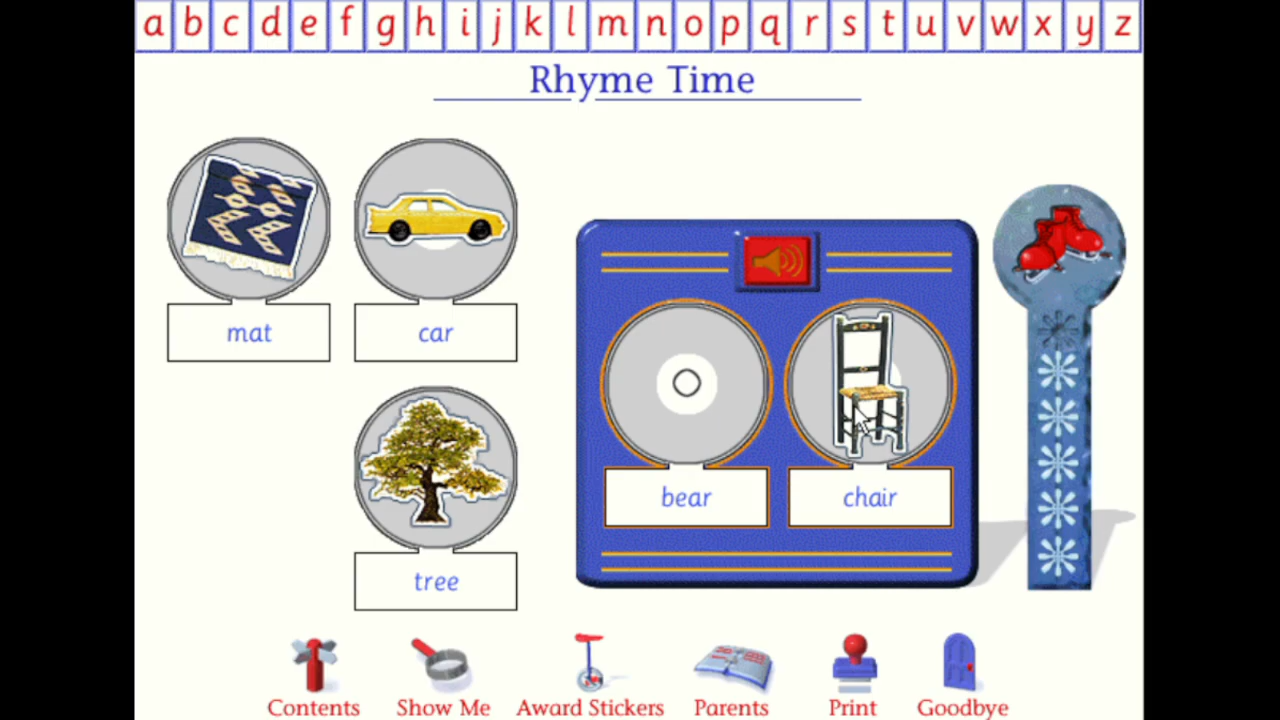 a b c d e f g h i j k l m n o p q r s t u v w x y z
Rhyme Time
mat
car
bear
chair
tree
Contents
Show Me
Award Stickers
Parents
Print
Goodbye